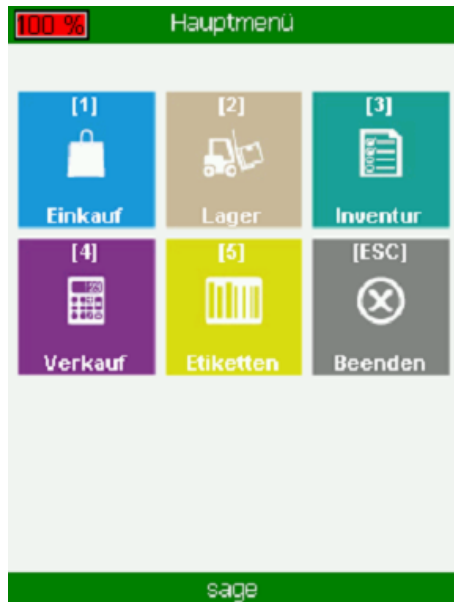 100 %
Hauptmenü
[1]
[2]
[3]
Einkauf
Lager
Inventur
[4]
[5]
[ESC]
Verkauf
Etiketten
Beenden
sage